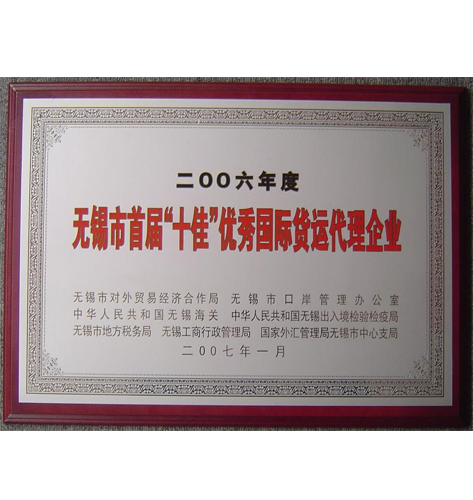 二〇〇六年度
无锡市首届“十佳”优秀国际货运代理企业
无锡市对外贸易经济合作局 无锡市口岸管理办公室
中华人民共和国无锡海关 中华人民共和国无锡出入境检验检疫局
无锡市地方税务局 无锡工商行政管理局 国家外汇管理局无锡市中心支局
二〇〇七年一月